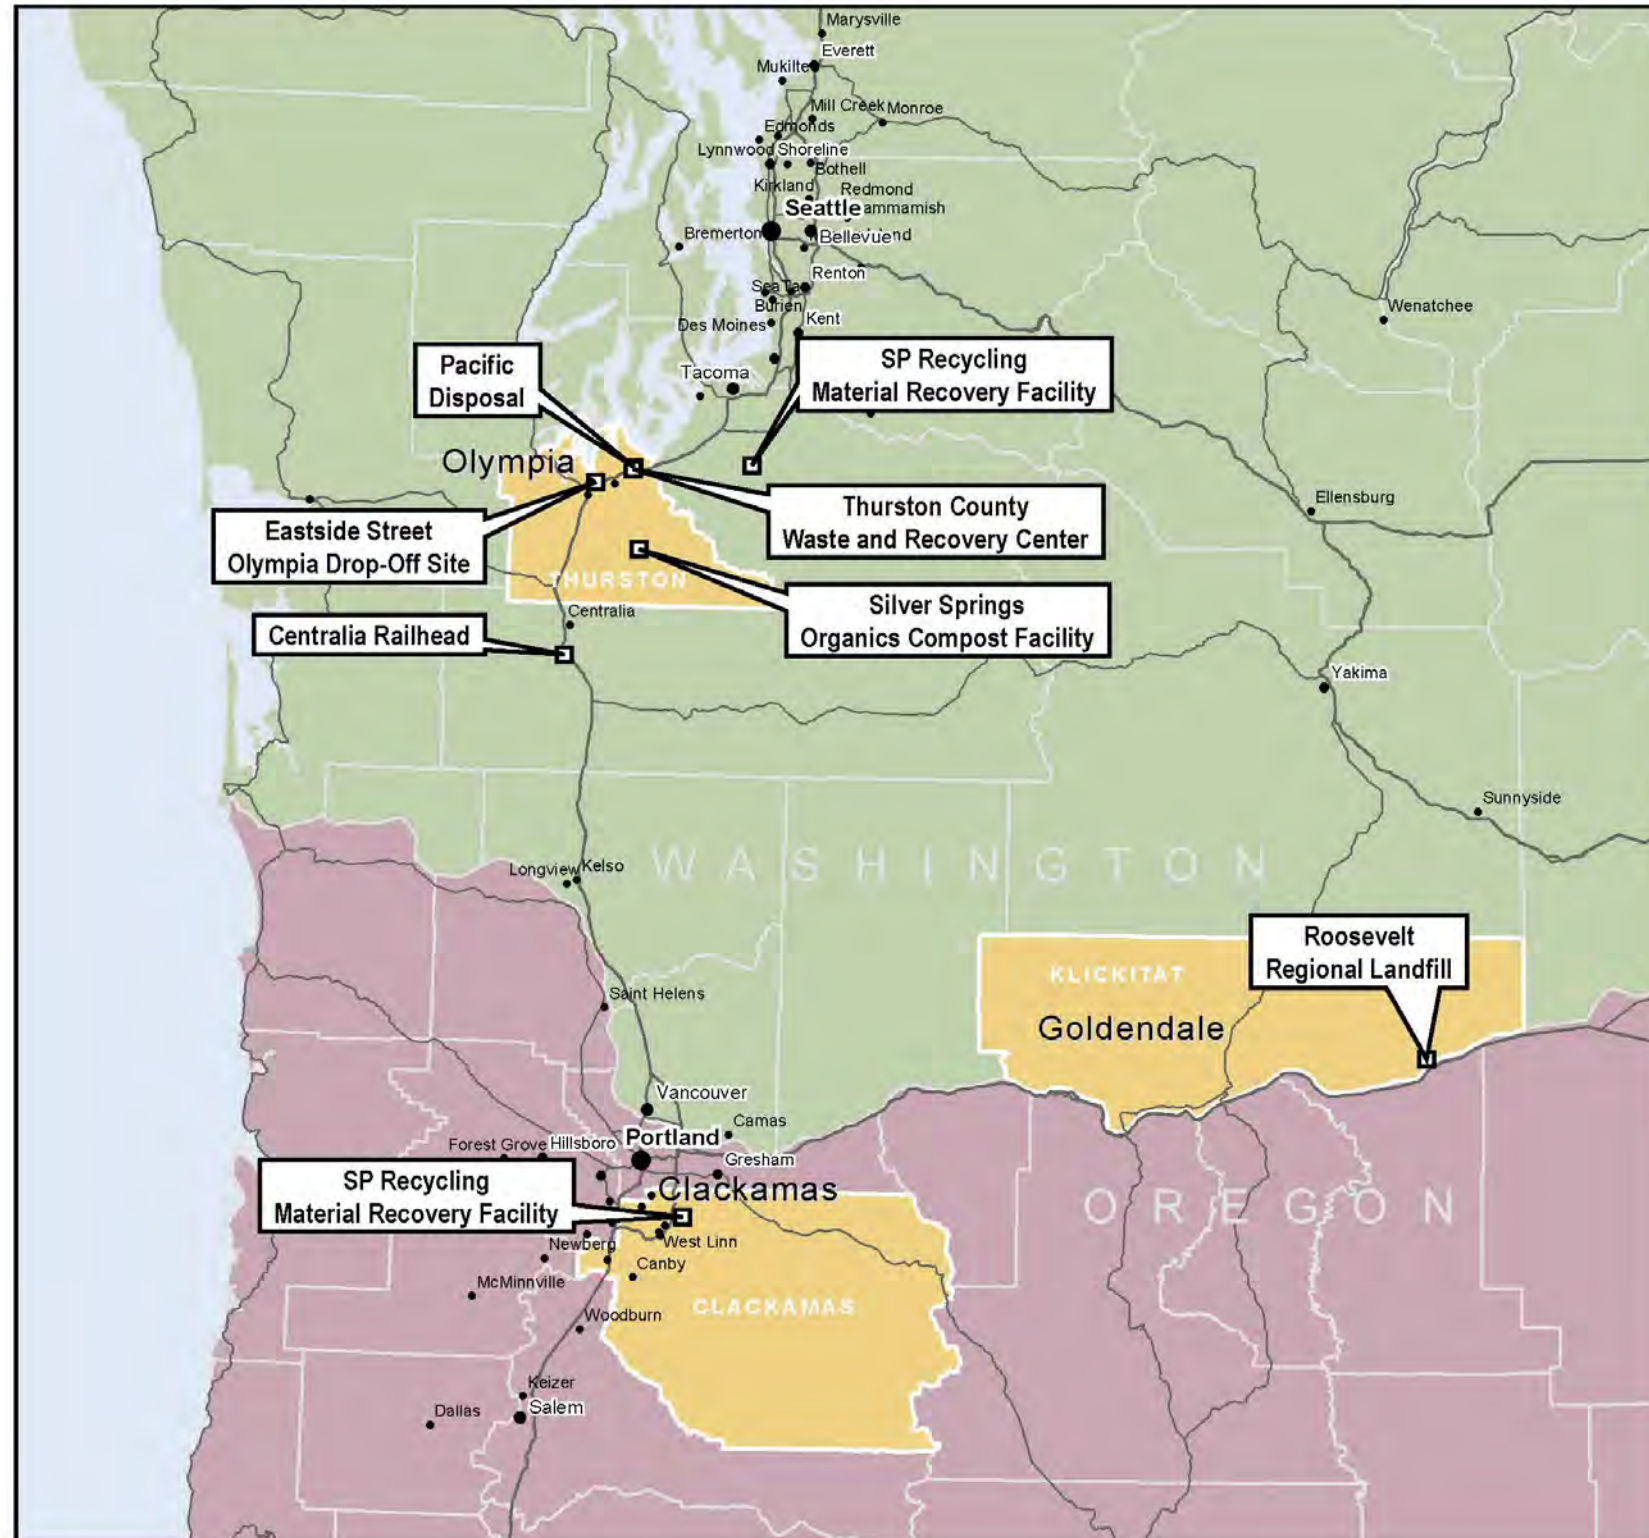 Marysville
Everett
Mukilte
Mill Creek
Monroe
Edmonds
Lynnwood
Shoreline
Bothell
Kirkland
Redmond
Seattle
ammamish
Bremerton
Bellevue
Renton
SeaTa
Burien
Des Moines
Kent
Wenatchee
Pacific
Disposal
SP Recycling
Material Recovery Facility
Tacoma
Olympia
Thurston County
Waste and Recovery Center
Ellensburg
Eastside Street
Olympia Drop-Off Site
THURSTON
Silver Springs
Organics Compost Facility
Centralia
Centralia Railhead
Yakima
Sunnyside
Longview
Kelso
WASHINGTON
Roosevelt
Regional Landfill
KLICKITAT
Goldendale
Saint Helens
Vancouver
Camas
Forest Grove
Hillsboro
Portland
Gresham
SP Recycling
Material Recovery Facility
Clackamas
OREGON
West Linn
Newberg
Canby
McMinnville
CLACKAMAS
Woodburn
Keizer
Salem
Dallas